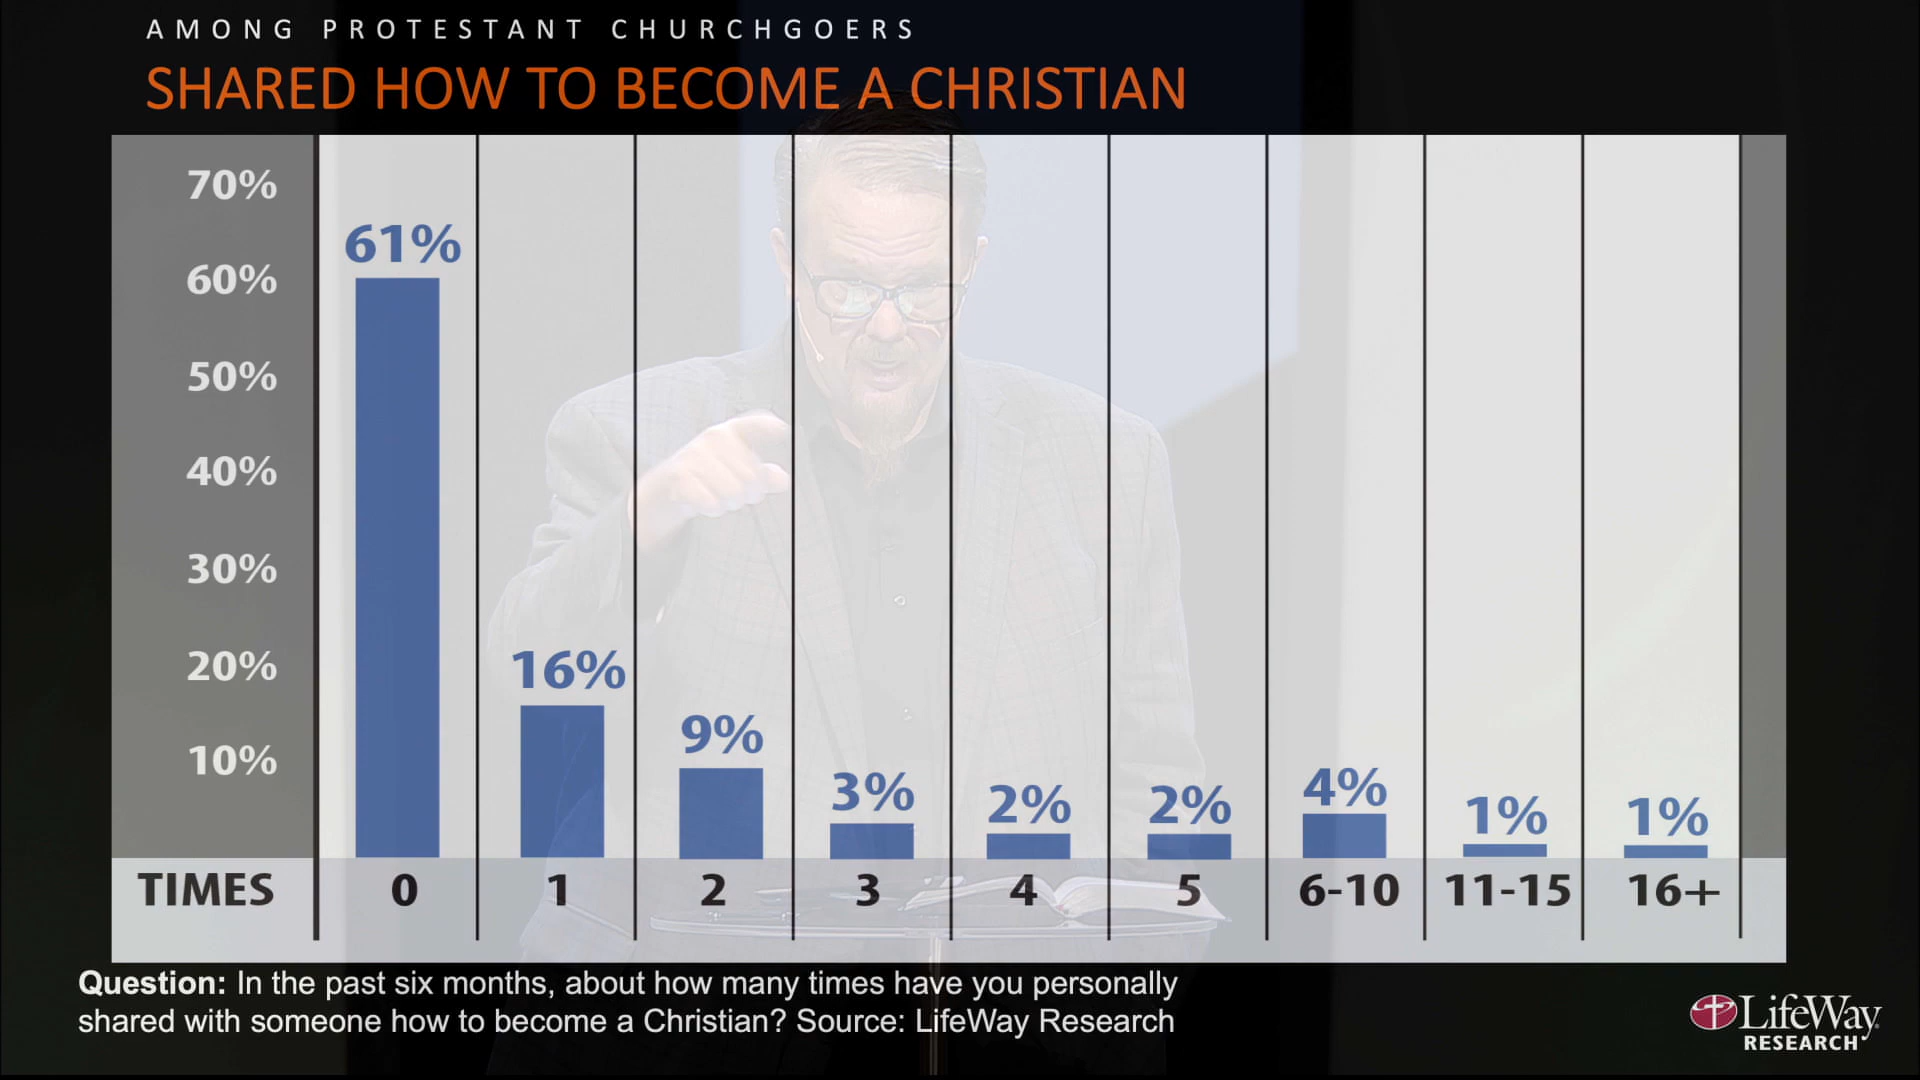 AMONG PROTESTANT CHURCHGOERS
SHARED HOW TO BECOME A CHRISTIAN
70%
60%
50%
40%
30%
20%
10%
61%
16%
9%
3%
2%
2%
4%
1%
1%
TIMES 0 1 2 3 4 5 6-10 11-15 16+
Question: In the past six months, about how many times have you personally
shared with someone how to become a Christian? Source: LifeWay Research
LifeWay
RESEARCH